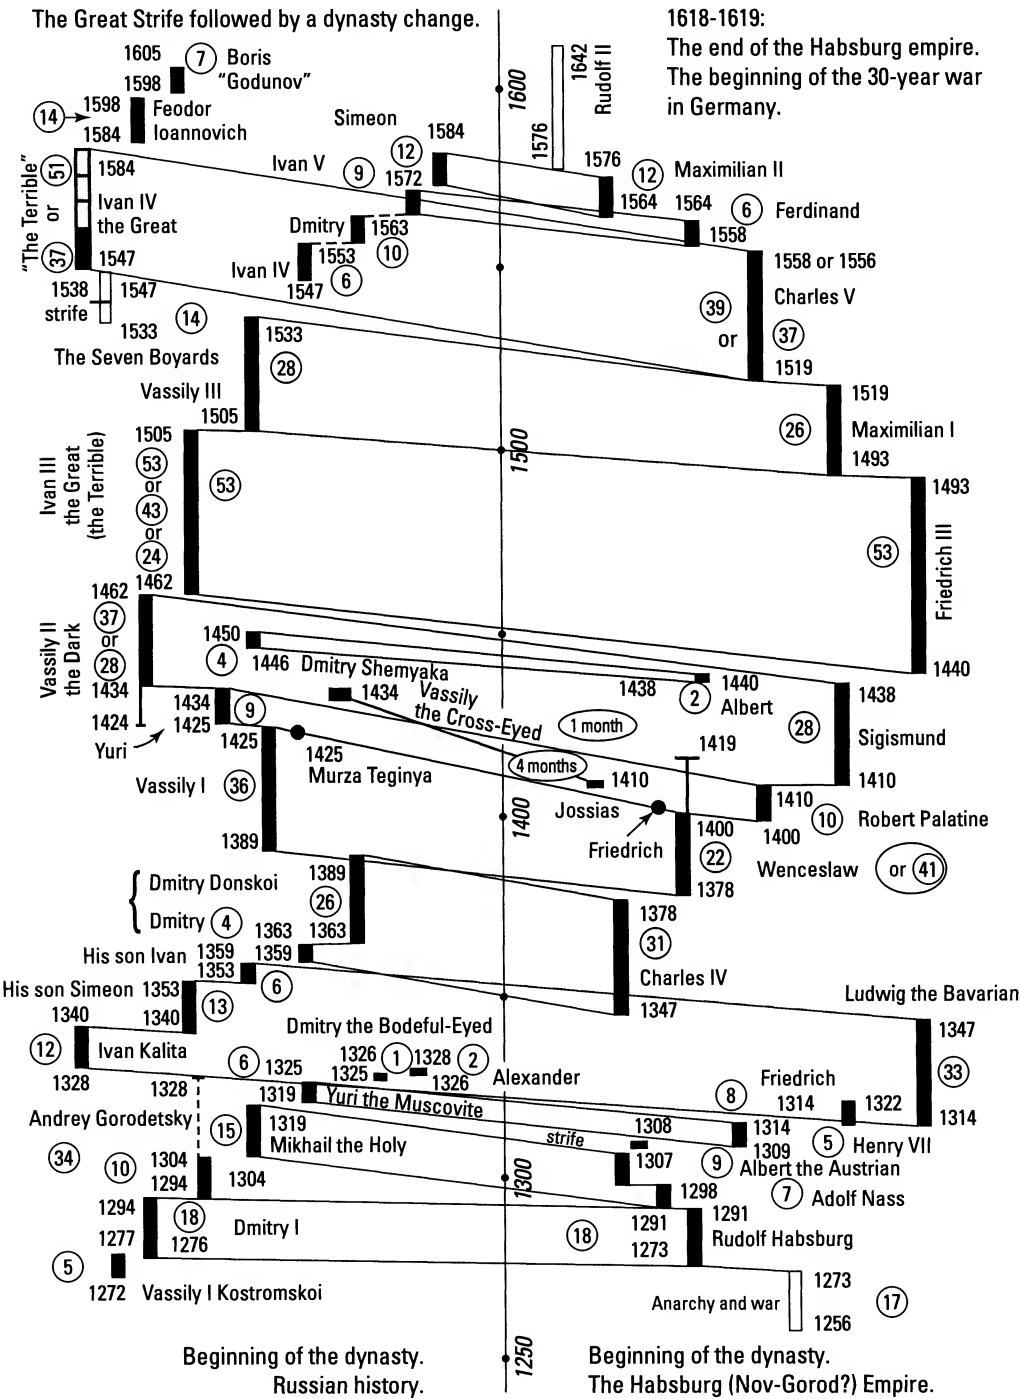 The Great Strife followed by a dynasty change.
1618-1619:
The end of the Habsburg empire.
The beginning of the 30-year war
in Germany.
1605
7
Boris
"Godunov"
1598
1600
1642
Rudolf II
1576
14
1598
Feodor
Ioannovich
1584
Simeon
1584
12
Ivan V
9
1572
1576
12
Maximilian II
1564
1564
6
Ferdinand
1558
"The Terrible"
or
51
1584
Ivan IV
the Great
37
1547
Dmitry
1563
10
1553
Ivan IV
6
1547
1538
strife
1547
1533
14
The Seven Boyards
1558 or 1556
Charles V
39
or
37
1519
1533
28
Vassily III
1505
1519
26
Maximilian I
1493
1500
Ivan III
the Great
(the Terrible)
1505
53
or
43
or
24
1462
53
1493
53
Friedrich III
1440
1462
Vassily II
the Dark
37
or
28
1434
1424
1450
4
1446
Dmitry Shemyaka
1438
2
1440
Albert
1438
28
Sigismund
1410
Yuri
1434
1425
9
1434
Vassily
the Cross-Eyed
1 month
4 months
1410
Jossias
1419
1425
1425
Murza Teginya
Vassily I
36
1389
1400
Friedrich
1410
1400
10
Robert Palatine
1400
22
1378
Wenceslaw
or 41
Dmitry Donskoi
Dmitry 4
1389
26
1363
1363
1378
31
Charles IV
1347
His son Ivan
1359
1359
1353
6
His son Simeon
1353
13
1340
Ludwig the Bavarian
1347
33
1314
1340
12
Ivan Kalita
1328
1328
Dmitry the Bodeful-Eyed
1326
1
1325
1328
2
1326
Alexander
6
1325
1319
Yuri the Muscovite
8
Friedrich
1314
1322
5
Henry VII
Andrey Gorodetsky
15
1319
Mikhail the Holy
strife
1308
1307
1314
1309
9
Albert the Austrian
34
10
1304
1294
1304
1300
1298
7
Adolf Nass
1294
1277
18
1276
Dmitry I
18
1291
1273
1291
Rudolf Habsburg
5
1272
Vassily I Kostromskoi
Anarchy and war
1273
1256
17
1250
Beginning of the dynasty.
Russian history.
Beginning of the dynasty.
The Habsburg (Nov-Gorod?) Empire.